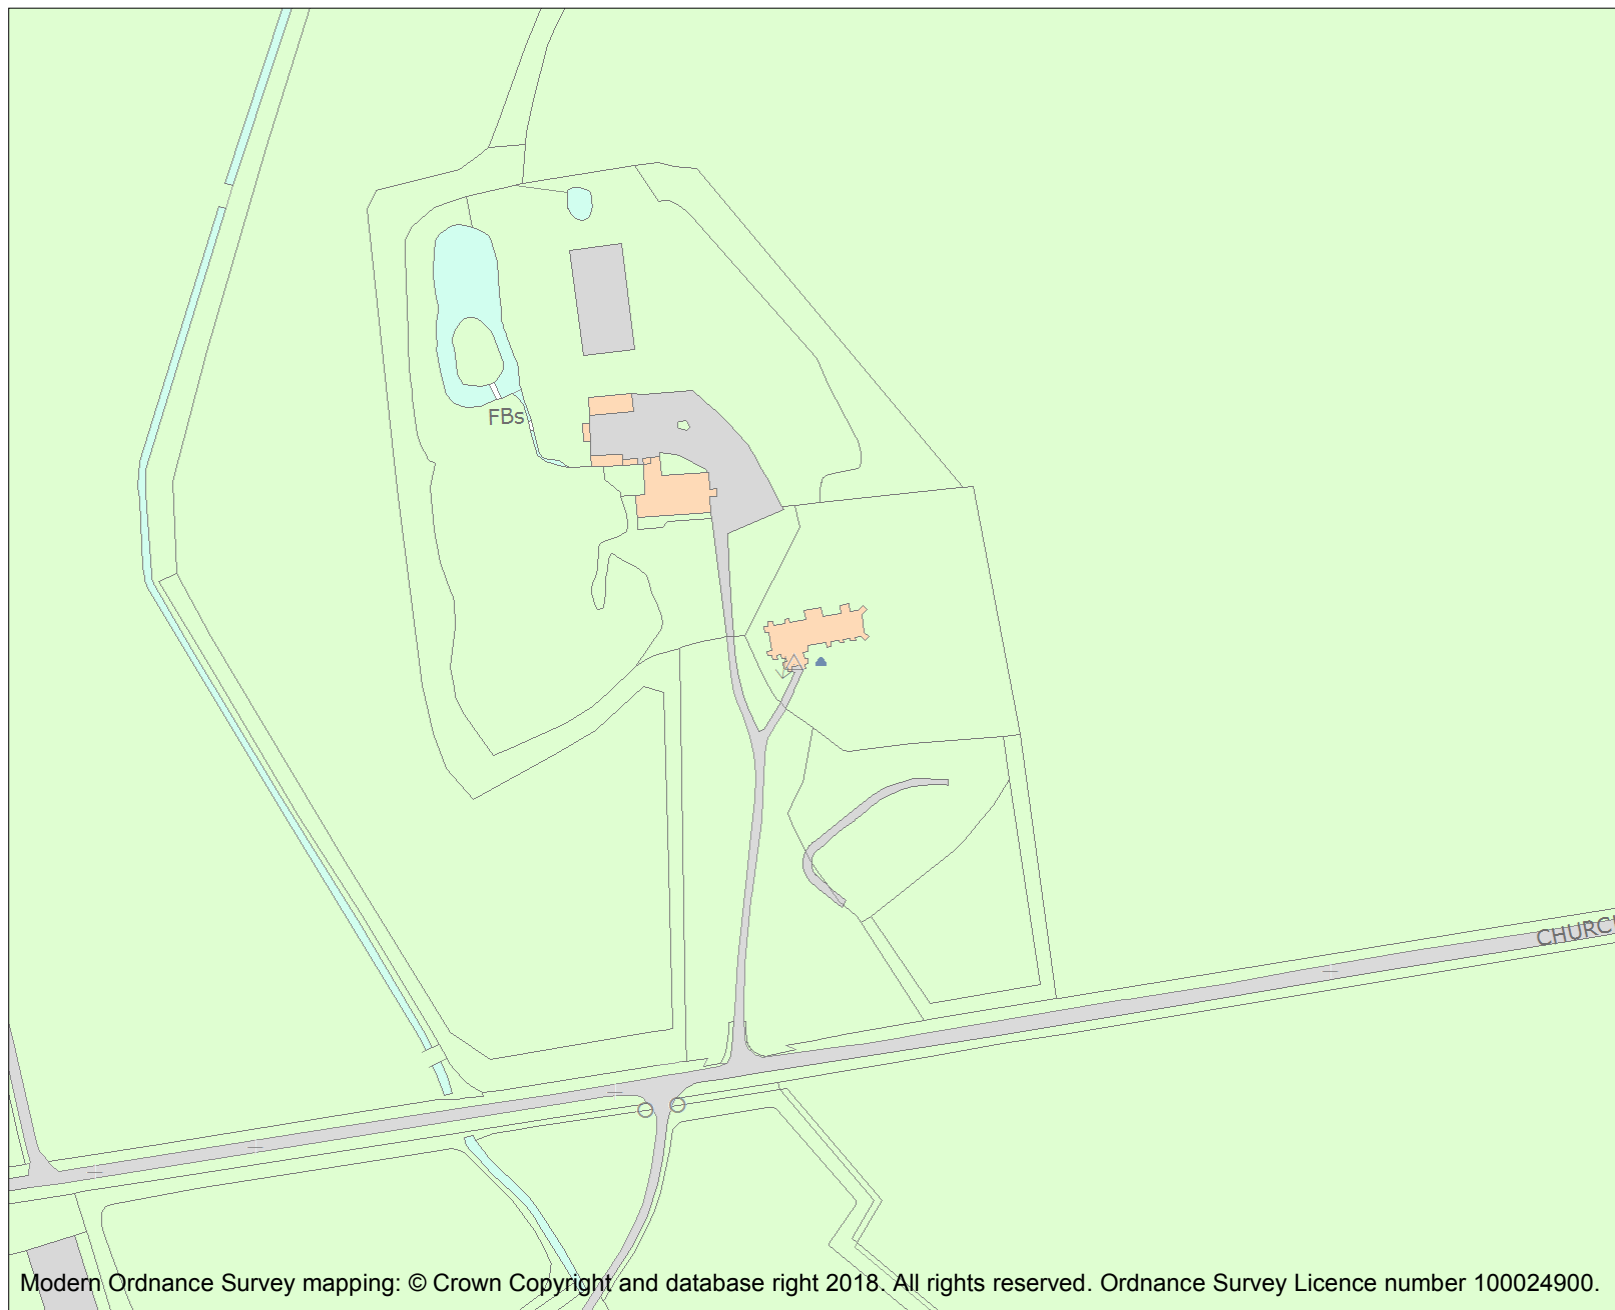 FBs
CHURC
Modern Ordnance Survey mapping: © Crown Copyright and database right 2018. All rights reserved. Ordnance Survey Licence number 100024900.